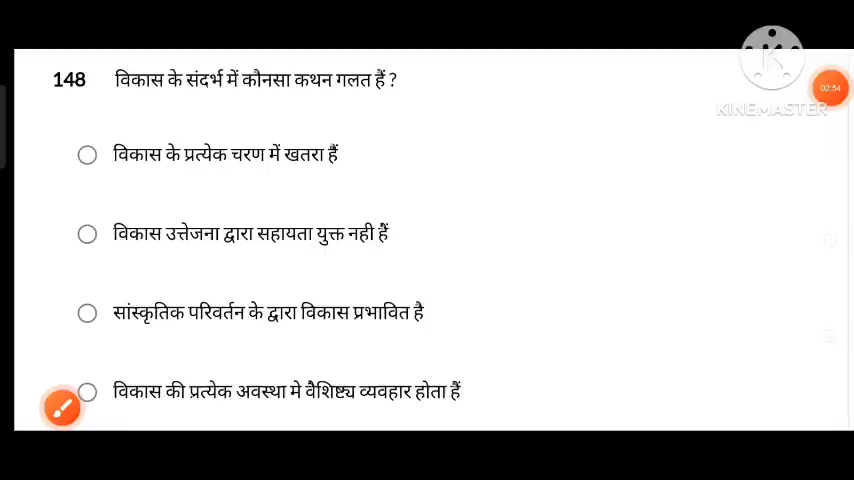 148 विकास के संदर्भ में कौनसा कथन गलत हैं ?
विकास के प्रत्येक चरण में खतरा हैं
विकास उत्तेजना द्वारा सहायता युक्त नही हैं
सांस्कृतिक परिवर्तन के द्वारा विकास प्रभावित है
विकास की प्रत्येक अवस्था मे वैशिष्ट्य व्यवहार होता हैं
KINEMASTER
02:54